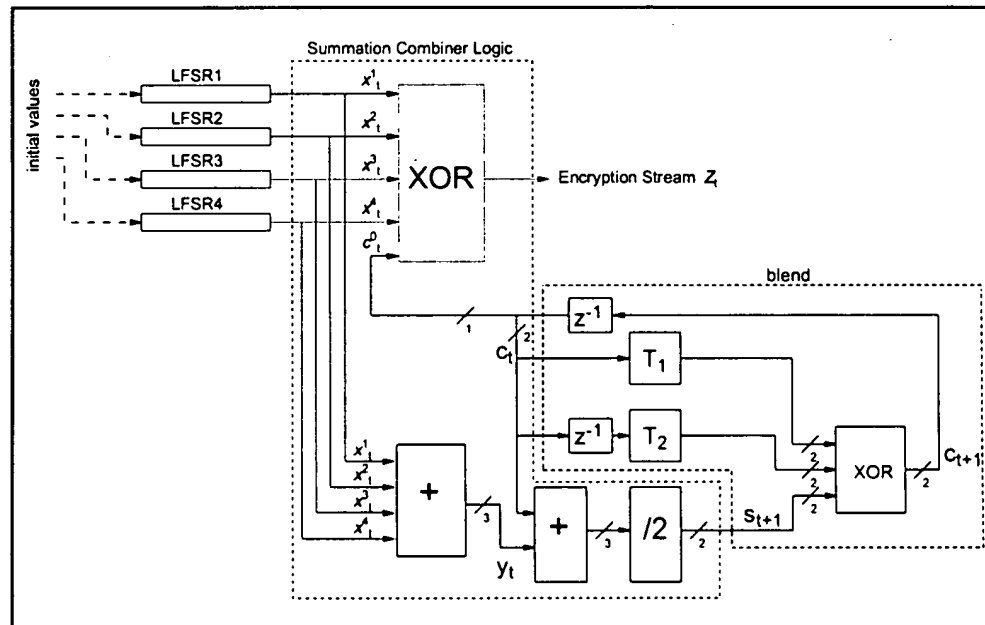 Summation Combiner Logic
initial values
LFSR1
LFSR2
LFSR3
LFSR4
x¹ₜ
x²ₜ
x³ₜ
x⁴ₜ
c⁰ₜ
XOR
Encryption Stream Zₜ
blend
1
2
cₜ
z⁻¹
T₁
z⁻¹
T₂
2
2
2
XOR
2
cₜ₊₁
x¹ₜ
x²ₜ
x³ₜ
x⁴ₜ
+
3
yₜ
+
3
/2
2
sₜ₊₁